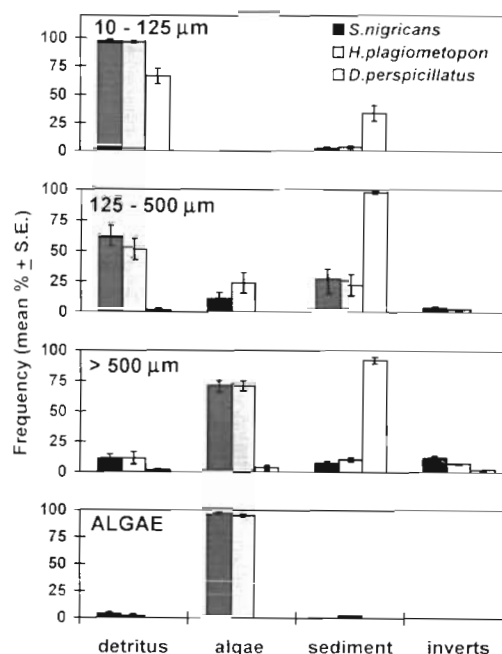 10 - 125 µm
S.nigricans
H.plagiometopon
D.perspicillatus
100
75
50
25
0
125 - 500 µm
100
75
50
25
0
> 500 µm
100
75
50
25
0
ALGAE
100
75
50
25
0
Frequency (mean % ± S.E.)
detritus algae sediment inverts